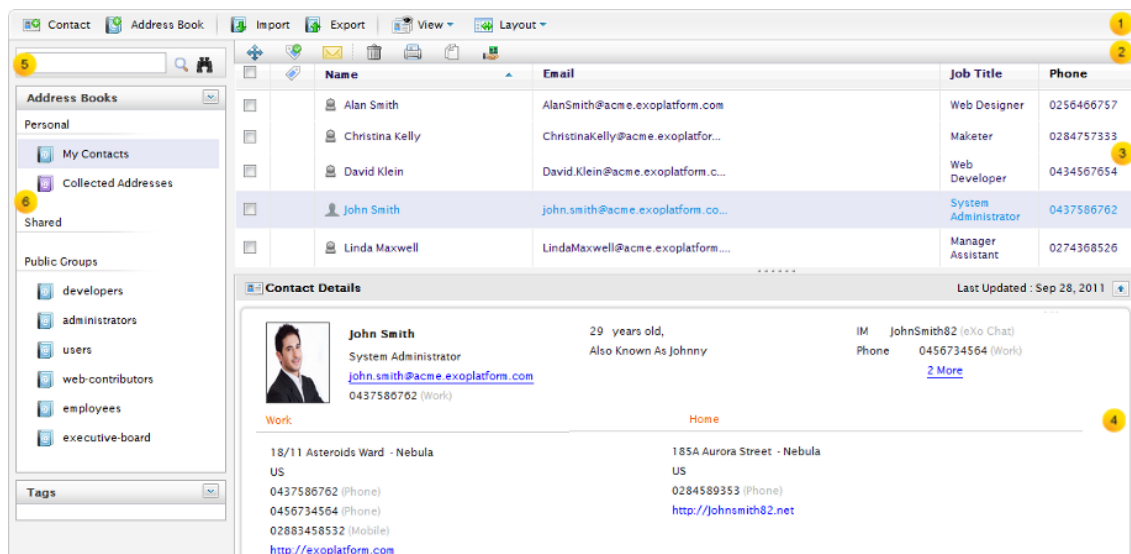 Contact Address Book Import Export View Layout 1
5
Address Books
Personal
My Contacts
Collected Addresses
6
Shared
Public Groups
developers
administrators
users
web-contributors
employees
executive-board
Tags
2
Name Email Job Title Phone
Alan Smith AlanSmith@acme.exoplatform.com Web Designer 0256466757
Christina Kelly ChristinaKelly@acme.exoplatfor... Maketer 0284757333
3
David Klein David.Klein@acme.exoplatform.c... Web Developer 0434567654
John Smith john.smith@acme.exoplatform.co... System Administrator 0437586762
Linda Maxwell LindaMaxwell@acme.exoplatform.... Manager Assistant 0274368526
Contact Details Last Updated : Sep 28, 2011
John Smith
System Administrator
john.smith@acme.exoplatform.com
0437586762 (Work)
29 years old,
Also Known As Johnny
IM JohnSmith82 (eXo Chat)
Phone 0456734564 (Work)
2 More
4
Work
18/11 Asteroids Ward - Nebula
US
0437586762 (Phone)
0456734564 (Phone)
02883458532 (Mobile)
http://exoplatform.com
Home
185A Aurora Street - Nebula
US
0284589353 (Phone)
http://Johnsmith82.net